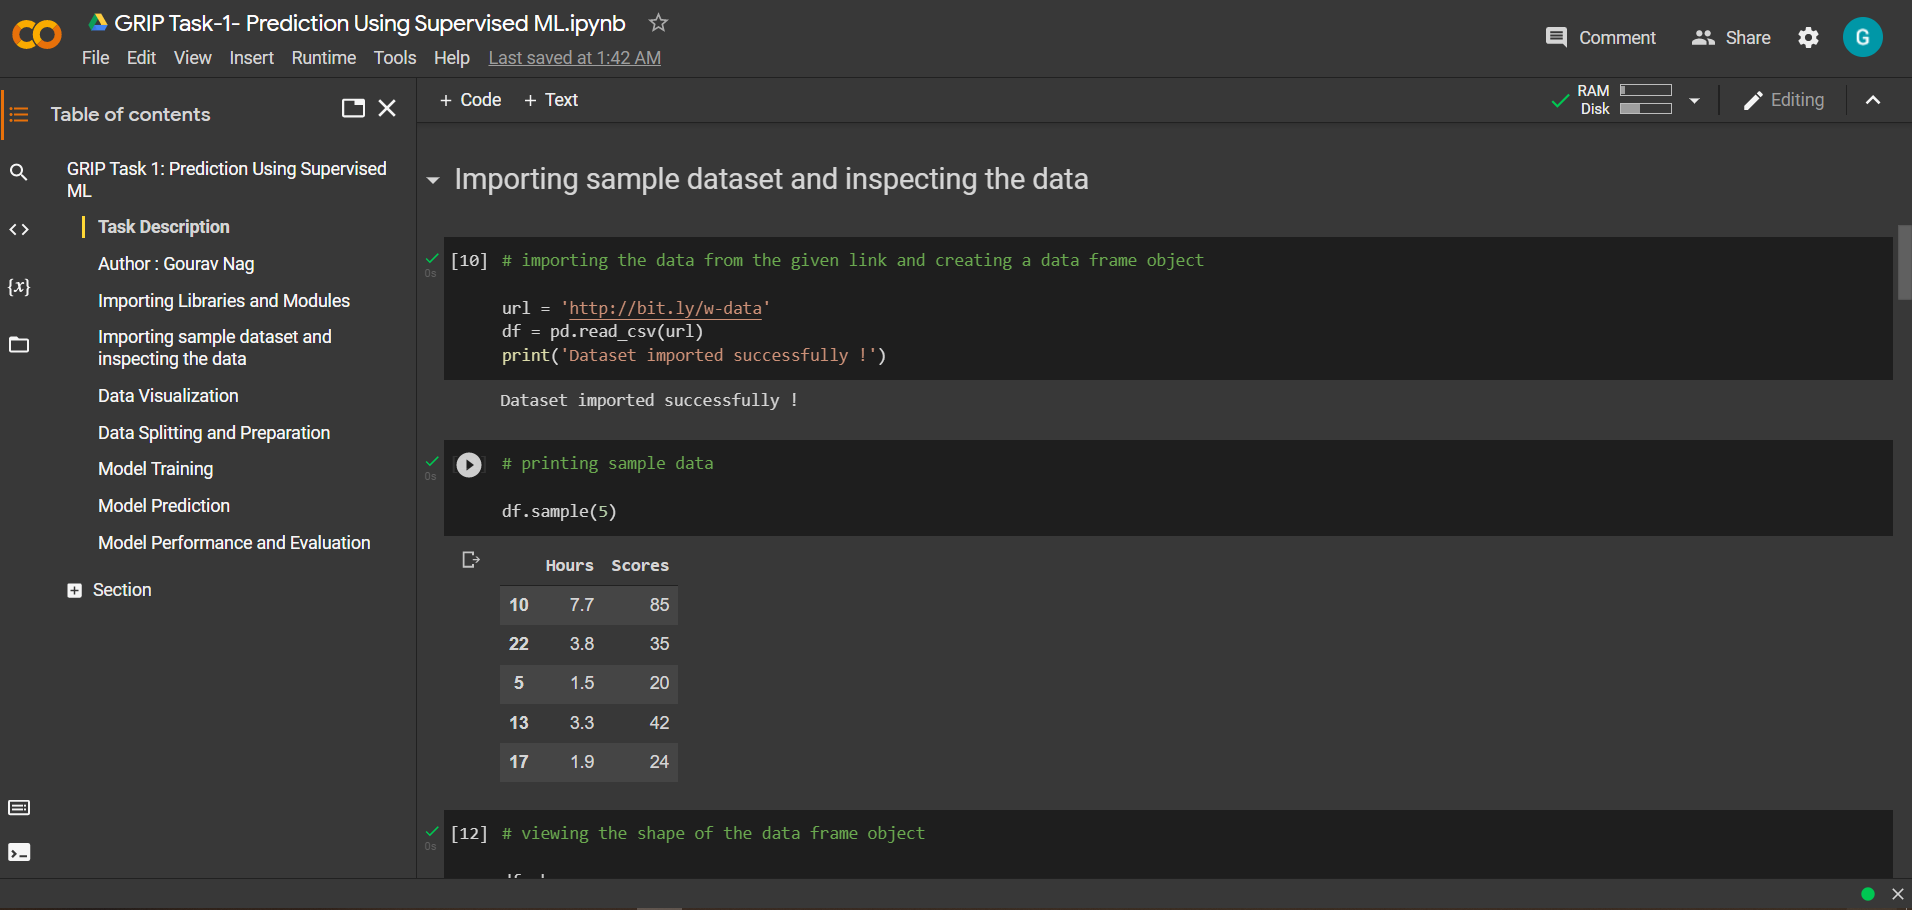 GRIP Task-1- Prediction Using Supervised ML.ipynb
File Edit View Insert Runtime Tools Help Last saved at 1:42 AM
Comment Share G
Table of contents
GRIP Task 1: Prediction Using Supervised
ML
Task Description
Author : Gourav Nag
Importing Libraries and Modules
Importing sample dataset and
inspecting the data
Data Visualization
Data Splitting and Preparation
Model Training
Model Prediction
Model Performance and Evaluation
+ Section
{x}
+ Code + Text
RAM
Disk
Editing
Importing sample dataset and inspecting the data
0s
[10] # importing the data from the given link and creating a data frame object
url = 'http://bit.ly/w-data'
df = pd.read_csv(url)
print('Dataset imported successfully !')
Dataset imported successfully !
0s
# printing sample data
df.sample(5)
Hours Scores
10 7.7 85
22 3.8 35
5 1.5 20
13 3.3 42
17 1.9 24
0s
[12] # viewing the shape of the data frame object